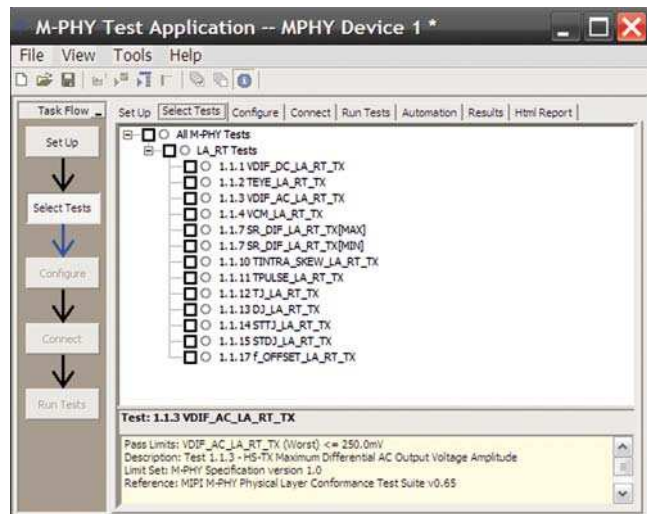 M-PHY Test Application -- MPHY Device 1 *
File View Tools Help
Task Flow
Set Up
Select Tests
Configure
Connect
Run Tests
Set Up Select Tests Configure Connect Run Tests Automation Results Html Report
All M-PHY Tests
LA_RT Tests
1.1.1 VDIF_DC_LA_RT_TX
1.1.2 TEYE_LA_RT_TX
1.1.3 VDIF_AC_LA_RT_TX
1.1.4 VCM_LA_RT_TX
1.1.7 SR_DIF_LA_RT_TX[MAX]
1.1.7 SR_DIF_LA_RT_TX[MIN]
1.1.10 TINTRA_SKEW_LA_RT_TX
1.1.11 TPULSE_LA_RT_TX
1.1.12 TJ_LA_RT_TX
1.1.13 DJ_LA_RT_TX
1.1.14 STTJ_LA_RT_TX
1.1.15 STDJ_LA_RT_TX
1.1.17 f_OFFSET_LA_RT_TX
Test: 1.1.3 VDIF_AC_LA_RT_TX
Pass Limits: VDIF_AC_LA_RT_TX (Worst) <= 250.0mV
Description: Test 1.1.3 - HS-TX Maximum Differential AC Output Voltage Amplitude
Limit Set: M-PHY Specification version 1.0
Reference: MIPI M-PHY Physical Layer Conformance Test Suite v0.65